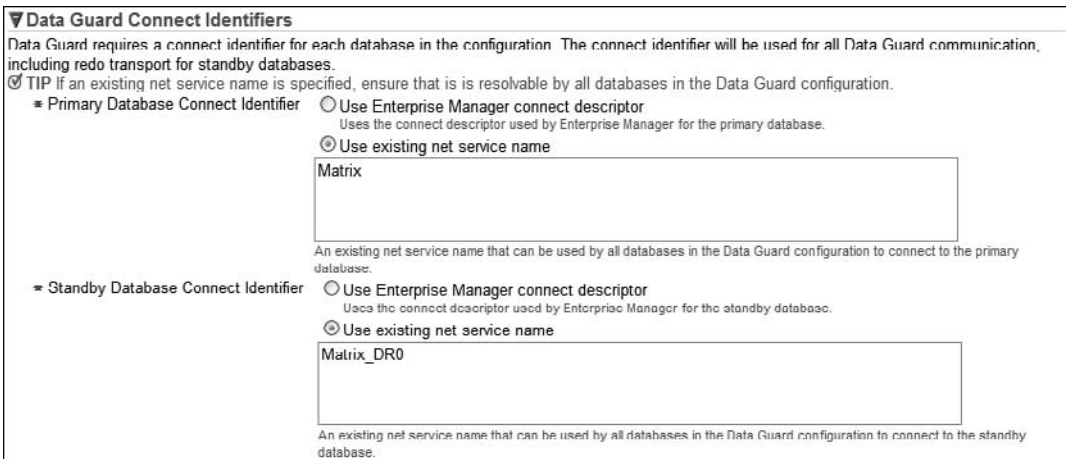 Data Guard Connect Identifiers
Data Guard requires a connect identifier for each database in the configuration. The connect identifier will be used for all Data Guard communication,
including redo transport for standby databases.
TIP If an existing net service name is specified, ensure that is is resolvable by all databases in the Data Guard configuration.
* Primary Database Connect Identifier Use Enterprise Manager connect descriptor
Uses the connect descriptor used by Enterprise Manager for the primary database.
Use existing net service name
Matrix
An existing net service name that can be used by all databases in the Data Guard configuration to connect to the primary
database.
* Standby Database Connect Identifier Use Enterprise Manager connect descriptor
Uses the connect descriptor used by Enterprise Manager for the standby database.
Use existing net service name
Matrix_DR0
An existing net service name that can be used by all databases in the Data Guard configuration to connect to the standby
database.